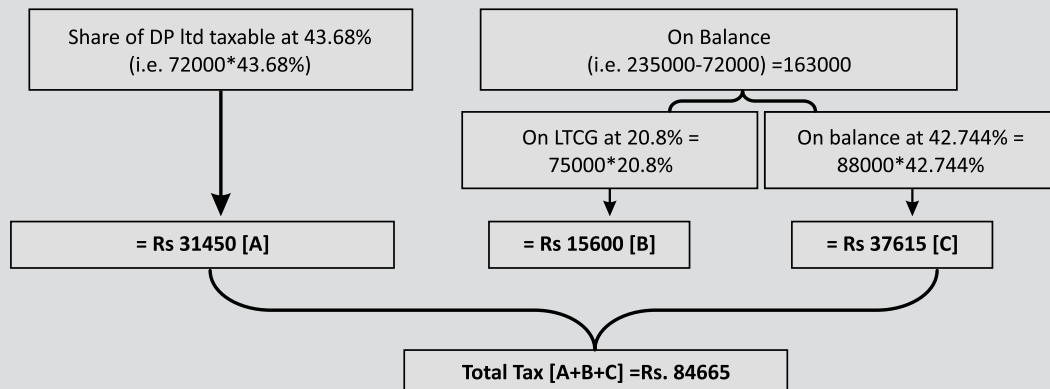 Share of DP ltd taxable at 43.68%
(i.e. 72000*43.68%)
On Balance
(i.e. 235000-72000) =163000
On LTCG at 20.8% =
75000*20.8%
On balance at 42.744% =
88000*42.744%
= Rs 31450 [A]
= Rs 15600 [B]
= Rs 37615 [C]
Total Tax [A+B+C] =Rs. 84665